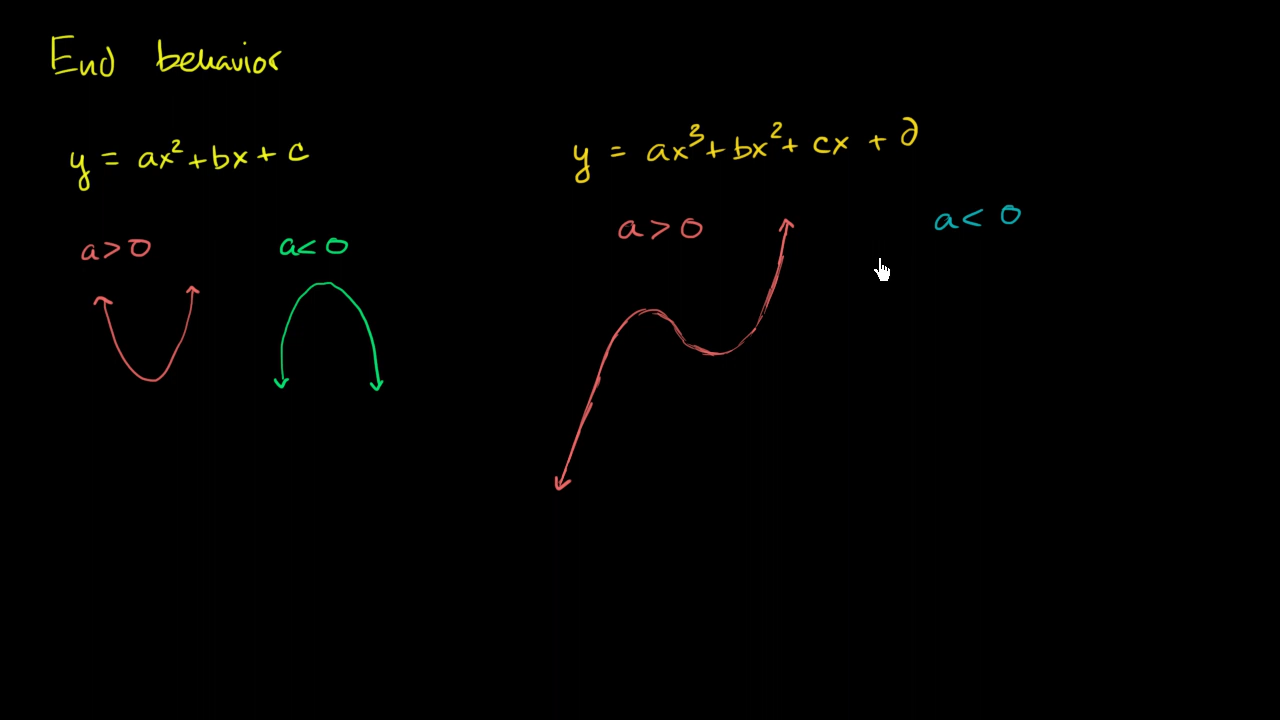 End behavior
y = ax²+bx+c
y = ax³+bx²+cx+d
a>0
a<0
a>0
a<0